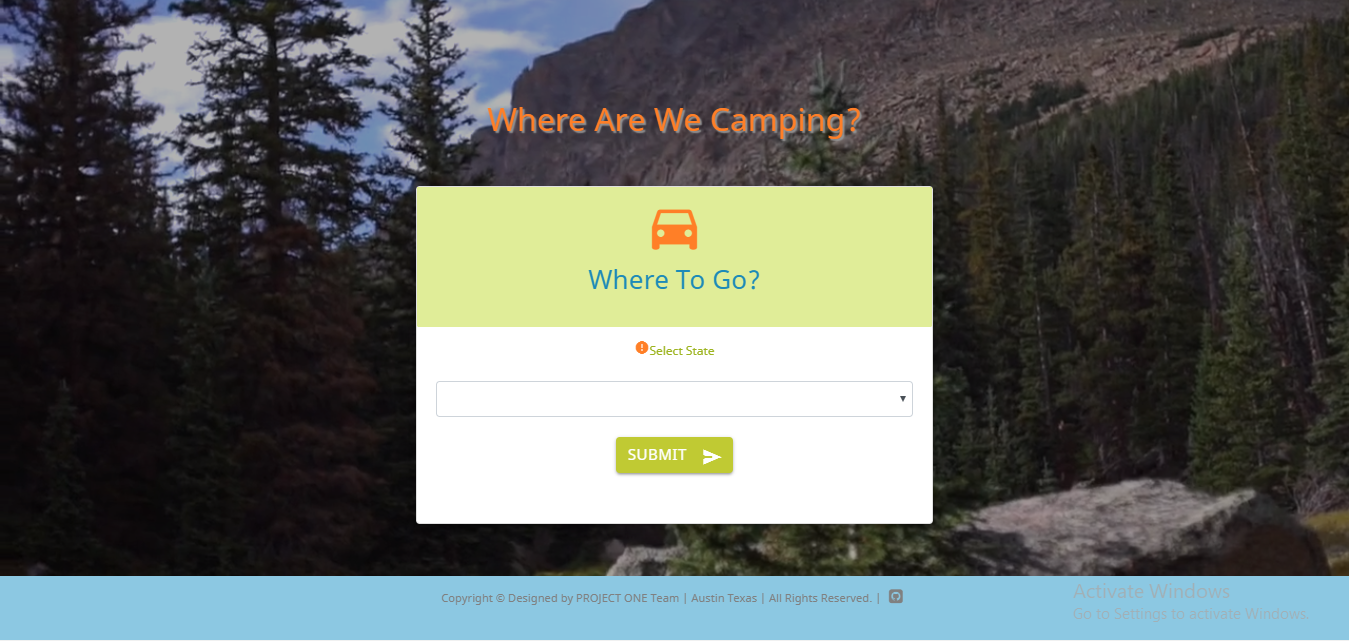 Where Are We Camping?
Where To Go?
Select State
SUBMIT
Copyright © Designed by PROJECT ONE Team | Austin Texas | All Rights Reserved. |
Activate Windows
Go to Settings to activate Windows.